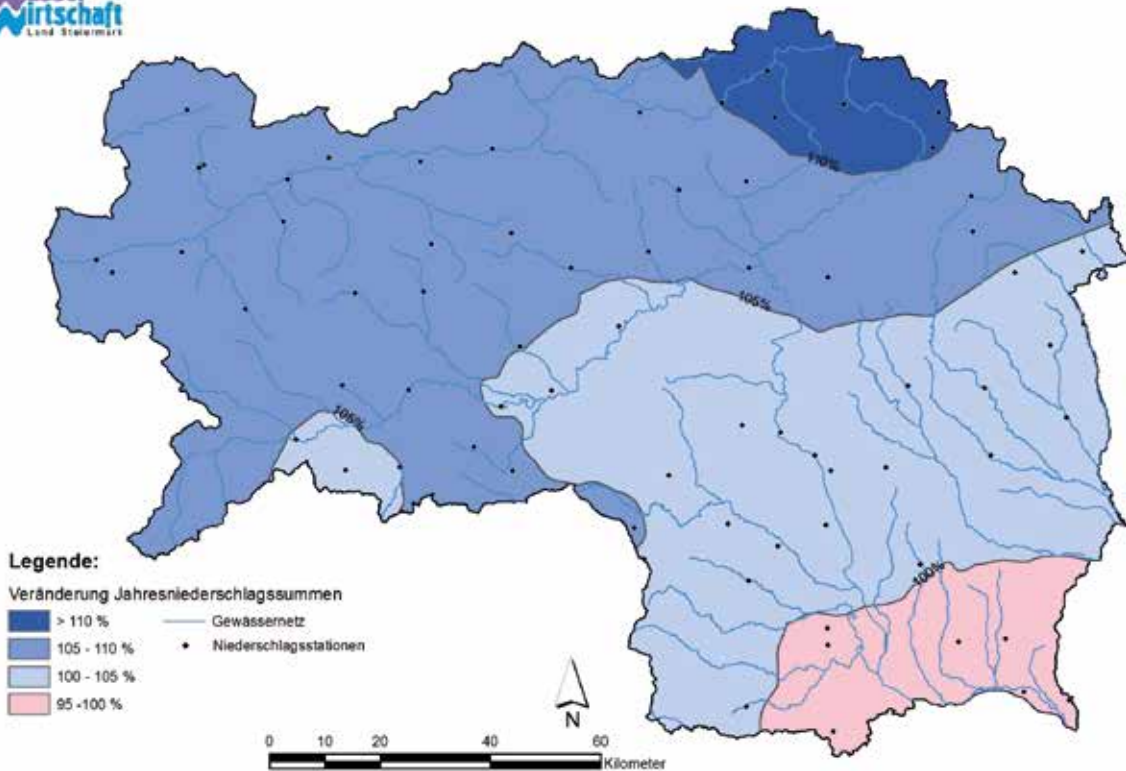 irtschaft
Land Steiermark
110%
105%
105%
100%
Legende:
Veränderung Jahresniederschlagssummen
> 110 %
105 - 110 %
100 - 105 %
95 -100 %
Gewässernetz
Niederschlagsstationen
N
0 10 20 40 60
Kilometer